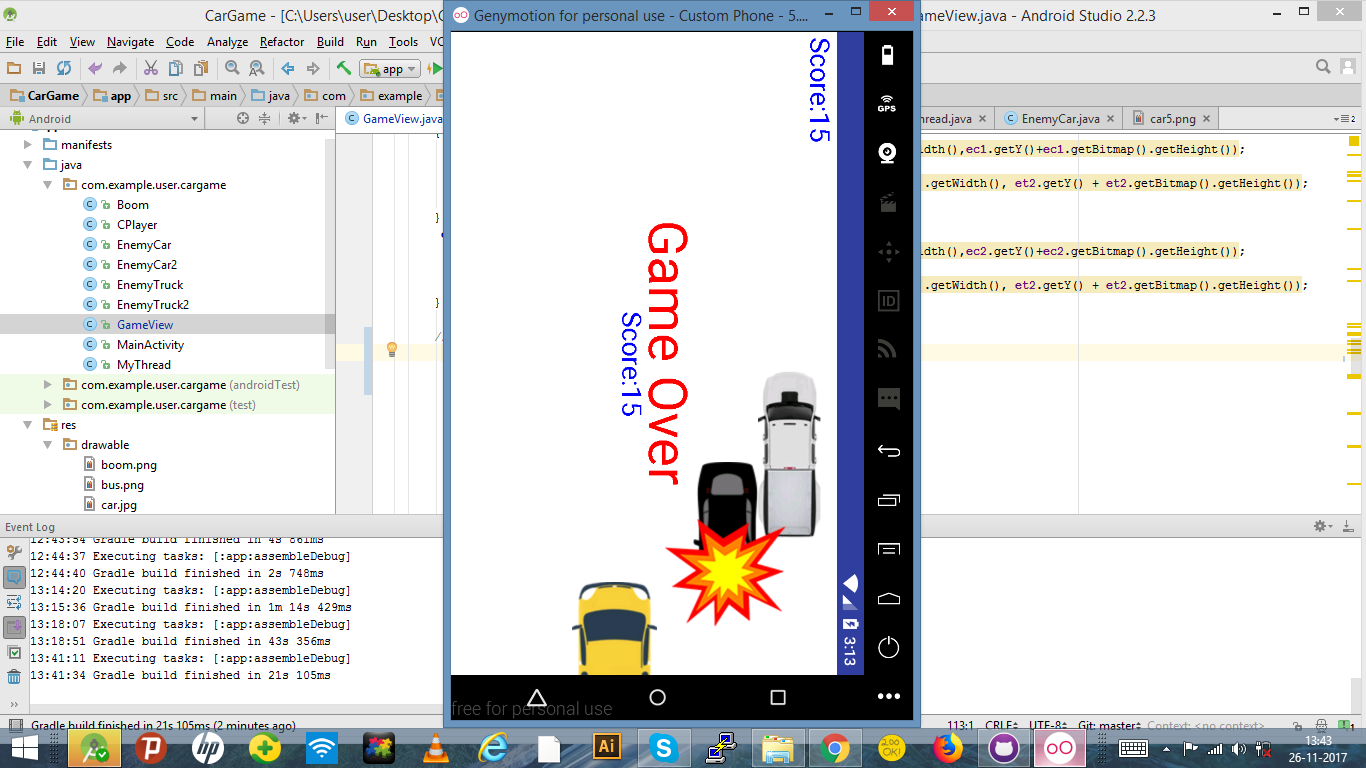 CarGame - [C:\Users\user\Desktop\C
Genymotion for personal use - Custom Phone - 5....
ameView.java - Android Studio 2.2.3
File Edit View Navigate Code Analyze Refactor Build Run Tools VC
app
CarGame app src main java com example
Android
GameView.java
hread.java
EnemyCar.java
car5.png
2
manifests
java
com.example.user.cargame
Boom
CPlayer
EnemyCar
EnemyCar2
EnemyTruck
EnemyTruck2
GameView
MainActivity
MyThread
com.example.user.cargame (androidTest)
com.example.user.cargame (test)
res
drawable
boom.png
bus.png
car.jpg
}
}
idth(),ec1.getY()+ec1.getBitmap().getHeight());
.getWidth(), et2.getY() + et2.getBitmap().getHeight());
idth(),ec2.getY()+ec2.getBitmap().getHeight());
.getWidth(), et2.getY() + et2.getBitmap().getHeight());
Score:15
Game Over
Score:15
3:13
GPS
ID
free for personal use
Event Log
12:43:54 Gradle build finished in 4s 861ms
12:44:37 Executing tasks: [:app:assembleDebug]
12:44:40 Gradle build finished in 2s 748ms
13:14:20 Executing tasks: [:app:assembleDebug]
13:15:36 Gradle build finished in 1m 14s 429ms
13:18:07 Executing tasks: [:app:assembleDebug]
13:18:51 Gradle build finished in 43s 356ms
13:41:11 Executing tasks: [:app:assembleDebug]
13:41:34 Gradle build finished in 21s 105ms
Gradle build finished in 21s 105ms (2 minutes ago)
113:1 CRLF UTF-8 Git: master Context: <no context> 1
hp
Ai
200 OK!
13:43
26-11-2017